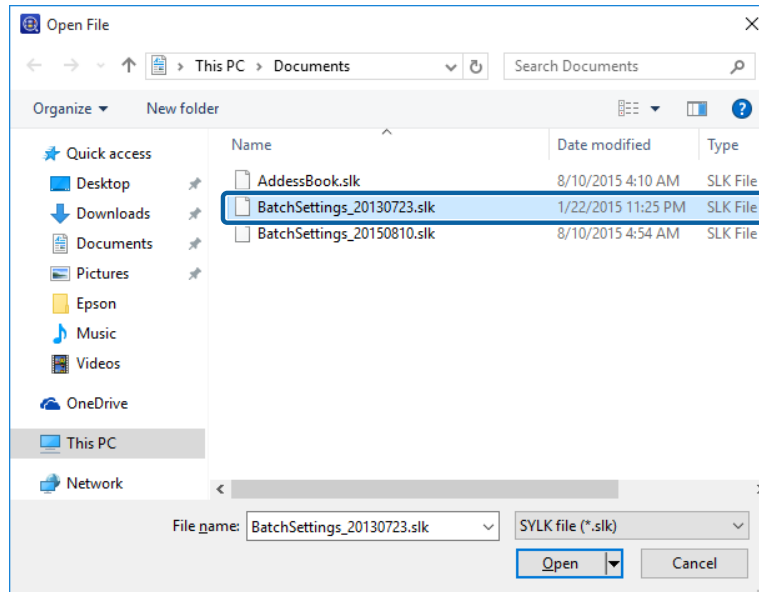 Open File
This PC > Documents
Search Documents
Organize
New folder
?
Name
Date modified
Type
Quick access
Desktop
Downloads
Documents
Pictures
Epson
Music
Videos
OneDrive
This PC
Network
AddessBook.slk 8/10/2015 4:10 AM SLK File
BatchSettings_20130723.slk 1/22/2015 11:25 PM SLK File
BatchSettings_20150810.slk 8/10/2015 4:54 AM SLK File
File name: BatchSettings_20130723.slk
SYLK file (*.slk)
Open
Cancel